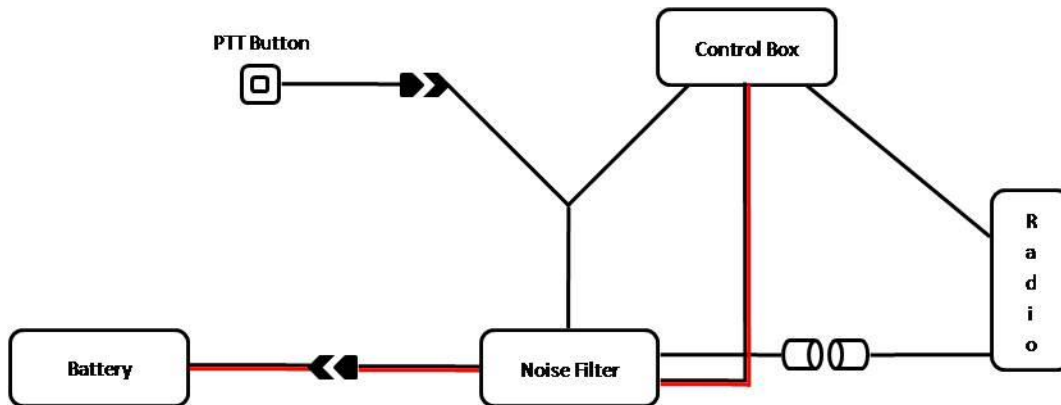 PTT Button
Control Box
R
a
d
i
o
Battery
Noise Filter